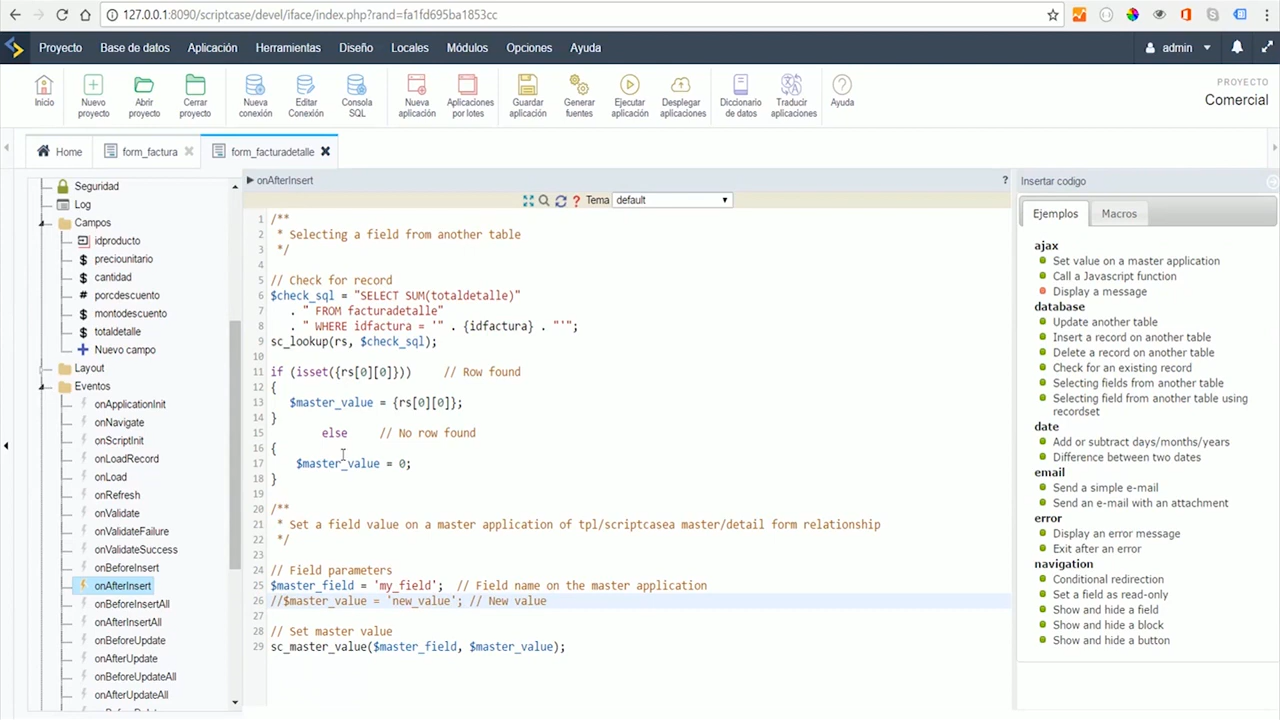 127.0.0.1:8090/scriptcase/devel/iface/index.php?rand=fa1fd695ba1853cc
Proyecto Base de datos Aplicación Herramientas Diseño Locales Módulos Opciones Ayuda admin
Inicio
Nuevo proyecto
Abrir proyecto
Cerrar proyecto
Nueva conexión
Editar Conexión
Consola SQL
Nueva aplicación
Aplicaciones por lotes
Guardar aplicación
Generar fuentes
Ejecutar aplicación
Desplegar aplicaciones
Diccionario de datos
Traducir aplicaciones
Ayuda
PROYECTO
Comercial
Home form_factura form_facturadetalle
Seguridad
Log
Campos
idproducto
preciounitario
cantidad
porcdescuento
montodescuento
totaldetalle
Nuevo campo
Layout
Eventos
onApplicationInit
onNavigate
onScriptInit
onLoadRecord
onLoad
onRefresh
onValidate
onValidateFailure
onValidateSuccess
onBeforeInsert
onAfterInsert
onBeforeInsertAll
onAfterInsertAll
onBeforeUpdate
onAfterUpdate
onBeforeUpdateAll
onAfterUpdateAll
onAfterInsert ?
? Tema default
1 /**
2 * Selecting a field from another table
3 */
4
5 // Check for record
6 $check_sql = "SELECT SUM(totaldetalle)"
7 . " FROM facturadetalle"
8 . " WHERE idfactura = '" . {idfactura} . "'";
9 sc_lookup(rs, $check_sql);
10
11 if (isset({rs[0][0]})) // Row found
12 {
13 $master_value = {rs[0][0]};
14 }
15 else // No row found
16 {
17 $master_value = 0;
18 }
19
20 /**
21 * Set a field value on a master application of tpl/scriptcasea master/detail form relationship
22 */
23
24 // Field parameters
25 $master_field = 'my_field'; // Field name on the master application
26 //$master_value = 'new_value'; // New value
27
28 // Set master value
29 sc_master_value($master_field, $master_value);
Insertar codigo
Ejemplos Macros
ajax
Set value on a master application
Call a Javascript function
Display a message
database
Update another table
Insert a record on another table
Delete a record on another table
Check for an existing record
Selecting fields from another table
Selecting field from another table using
recordset
date
Add or subtract days/months/years
Difference between two dates
email
Send a simple e-mail
Send an e-mail with an attachment
error
Display an error message
Exit after an error
navigation
Conditional redirection
Set a field as read-only
Show and hide a field
Show and hide a block
Show and hide a button